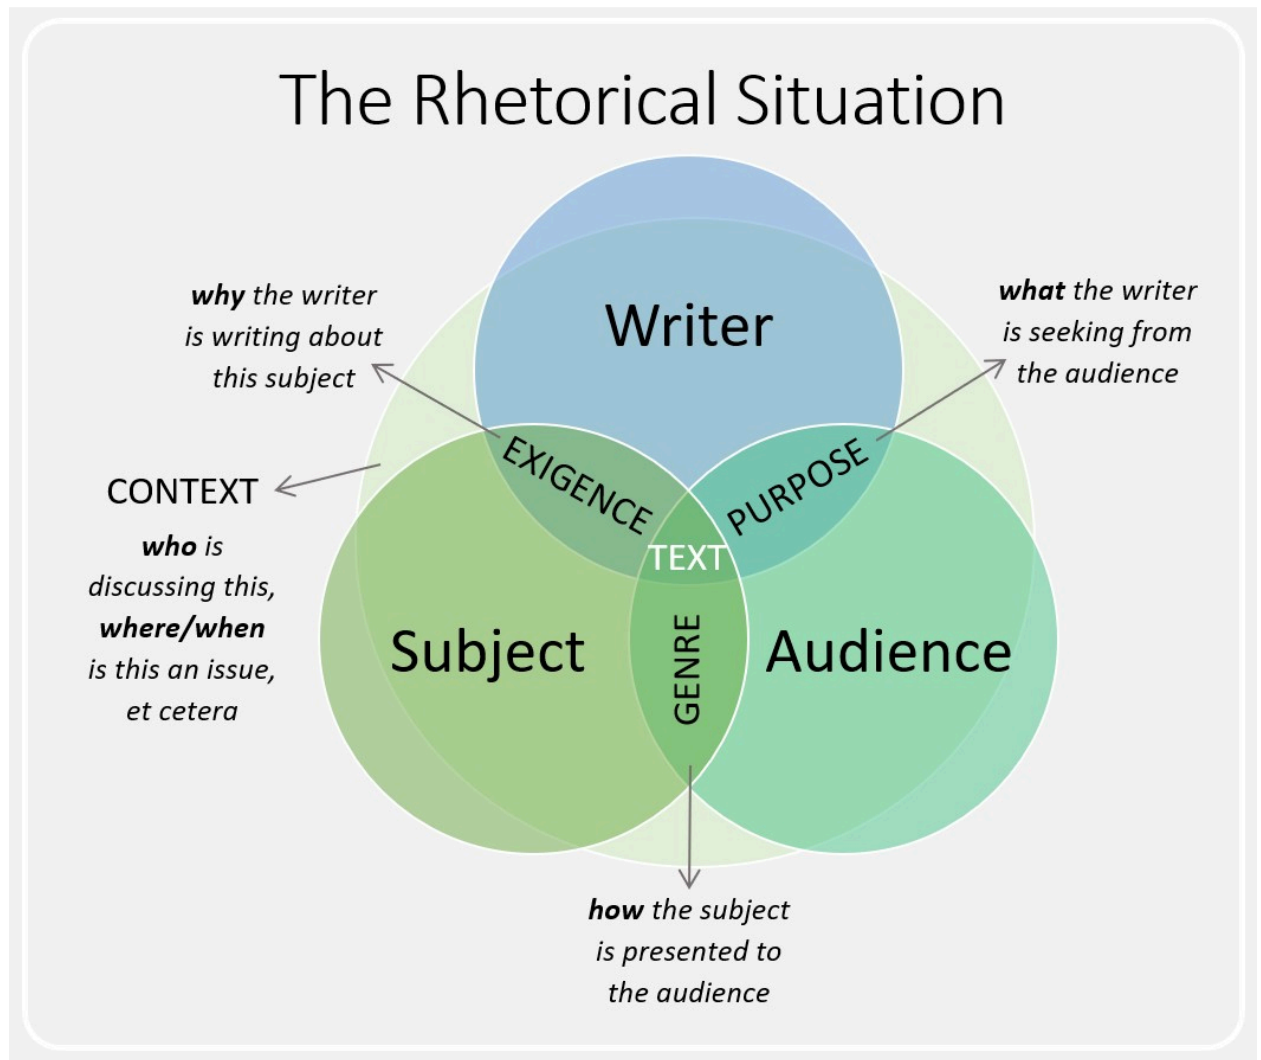 The Rhetorical Situation
why the writer
is writing about
this subject
what the writer
is seeking from
the audience
Writer
EXIGENCE
PURPOSE
CONTEXT
who is
discussing this,
where/when
is this an issue,
et cetera
TEXT
Subject
GENRE
Audience
how the subject
is presented to
the audience